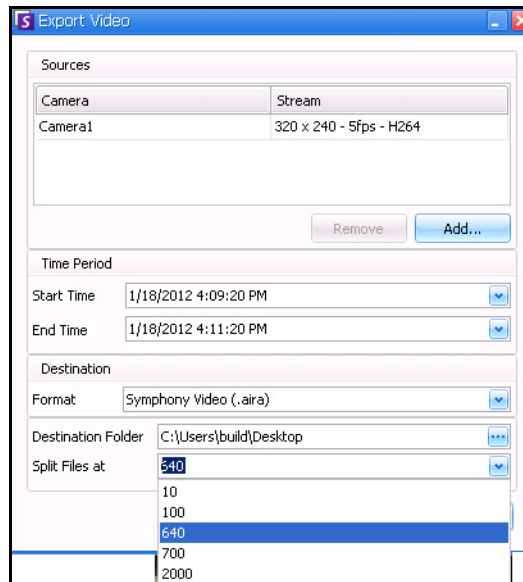 S Export Video
Sources
Camera Stream
Camera1 320 x 240 - 5fps - H264
Remove Add...
Time Period
Start Time 1/18/2012 4:09:20 PM
End Time 1/18/2012 4:11:20 PM
Destination
Format Symphony Video (.aira)
Destination Folder C:\Users\build\Desktop ...
Split Files at 640
10
100
640
700
2000